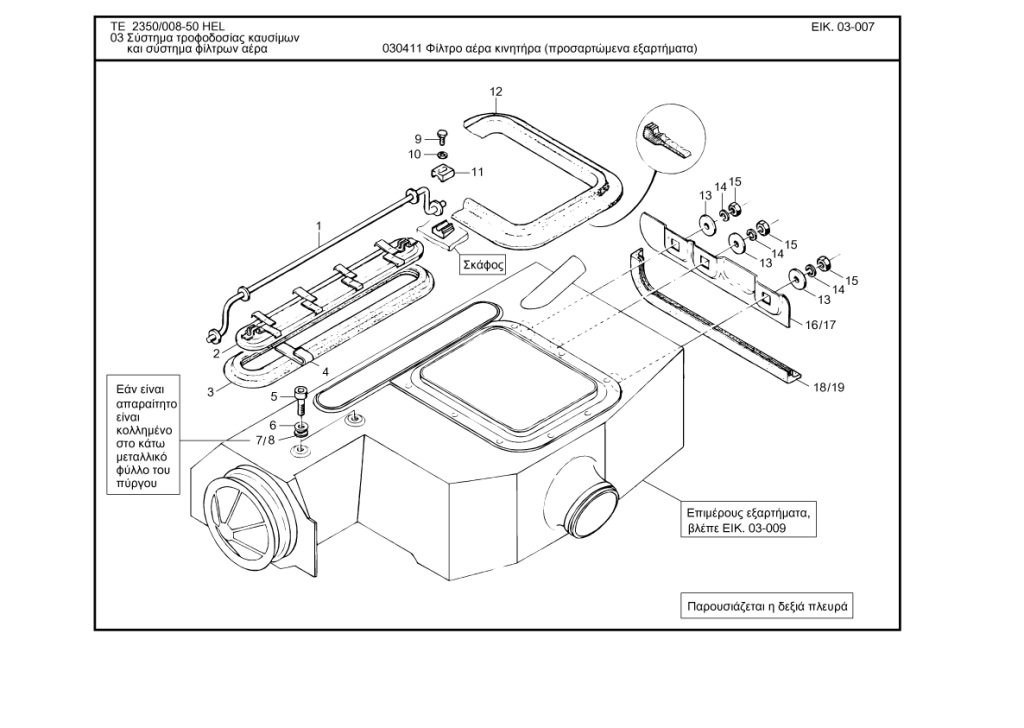 TE 2350/008-50 HEL
ΕΙΚ. 03-007
03 Σύστημα τροφοδοσίας καυσίμων
και σύστημα φίλτρων αέρα
030411 Φίλτρο αέρα κινητήρα (προσαρτώμενα εξαρτήματα)
12
9
10
11
1
13
14
15
13
14
15
13
14
15
Σκάφος
16/17
18/19
2
3
4
5
6
7/8
Εάν είναι
απαραίτητο
είναι
κολλημένο
στο κάτω
μεταλλικό
φύλλο του
πύργου
Επιμέρους εξαρτήματα,
βλέπε ΕΙΚ. 03-009
Παρουσιάζεται η δεξιά πλευρά